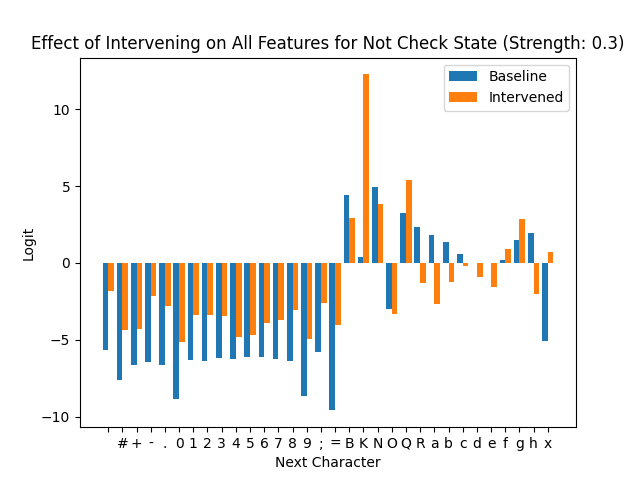 Effect of Intervening on All Features for Not Check State (Strength: 0.3)
Baseline
Intervened
10
5
0
−5
−10
Logit
# + - . 0 1 2 3 4 5 6 7 8 9 ; = B K N O Q R a b c d e f g h x
Next Character